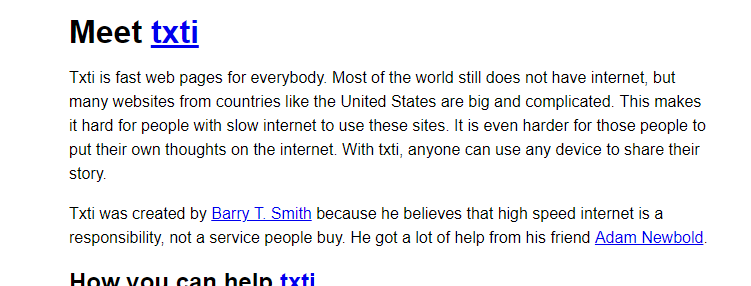 Meet txti
Txti is fast web pages for everybody. Most of the world still does not have internet, but
many websites from countries like the United States are big and complicated. This makes
it hard for people with slow internet to use these sites. It is even harder for those people to
put their own thoughts on the internet. With txti, anyone can use any device to share their
story.
Txti was created by Barry T. Smith because he believes that high speed internet is a
responsibility, not a service people buy. He got a lot of help from his friend Adam Newbold.
How you can help txti